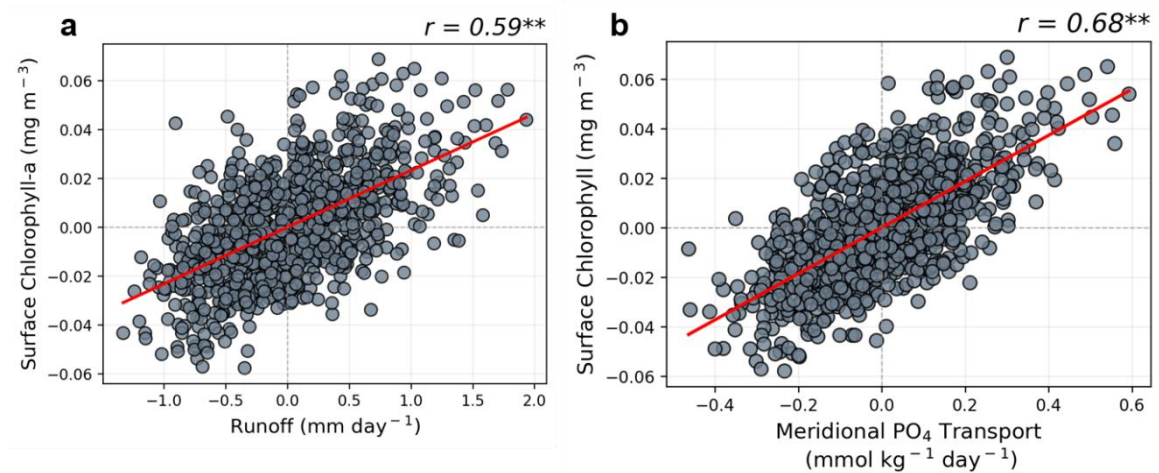 a
r = 0.59**
Surface Chlorophyll-a (mg m⁻³)
0.06
0.04
0.02
0.00
−0.02
−0.04
−0.06
−1.0 −0.5 0.0 0.5 1.0 1.5 2.0
Runoff (mm day⁻¹)
b
r = 0.68**
Surface Chlorophyll (mg m⁻³)
0.06
0.04
0.02
0.00
−0.02
−0.04
−0.06
−0.4 −0.2 0.0 0.2 0.4 0.6
Meridional PO₄ Transport
(mmol kg⁻¹ day⁻¹)